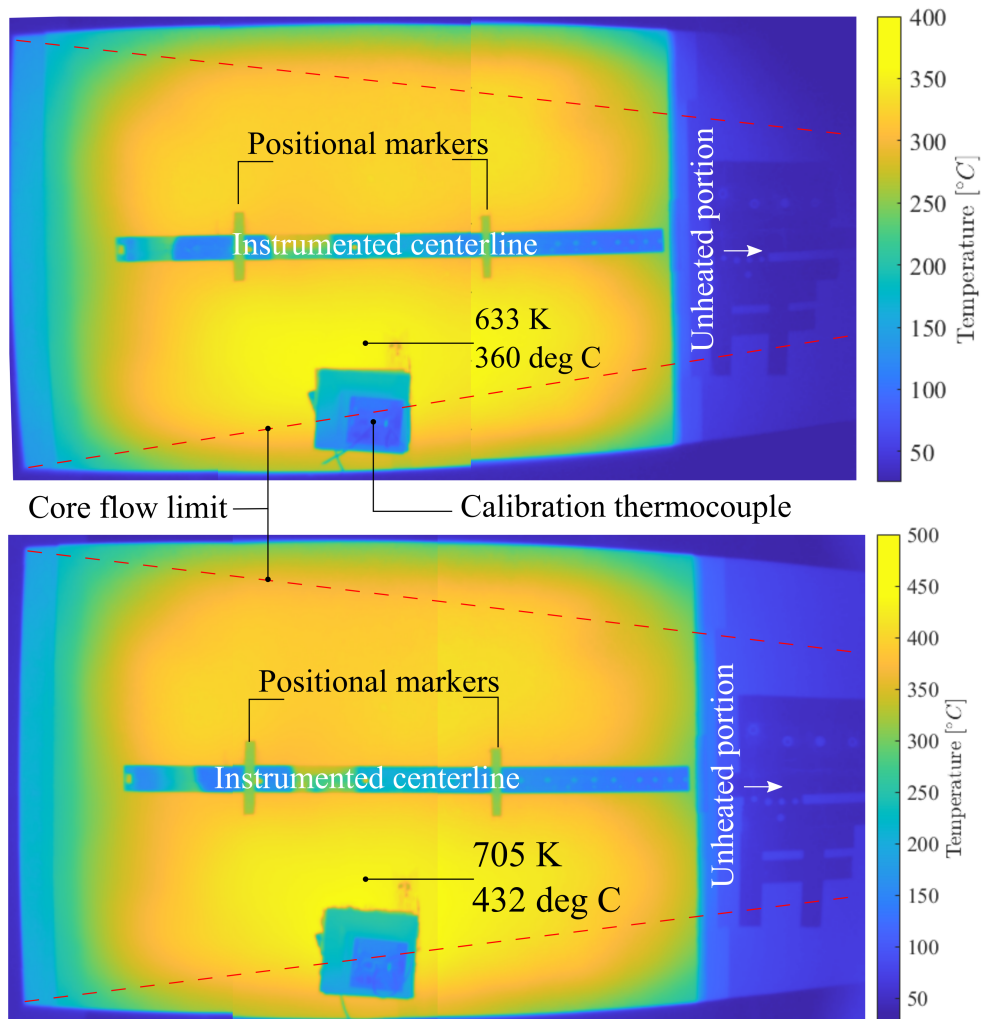 400
350
300
250
200
150
100
50
Temperature [°C]
Positional markers
Instrumented centerline
Unheated portion
633 K
360 deg C
Core flow limit
Calibration thermocouple
500
450
400
350
300
250
200
150
100
50
Temperature [°C]
Positional markers
Instrumented centerline
Unheated portion
705 K
432 deg C